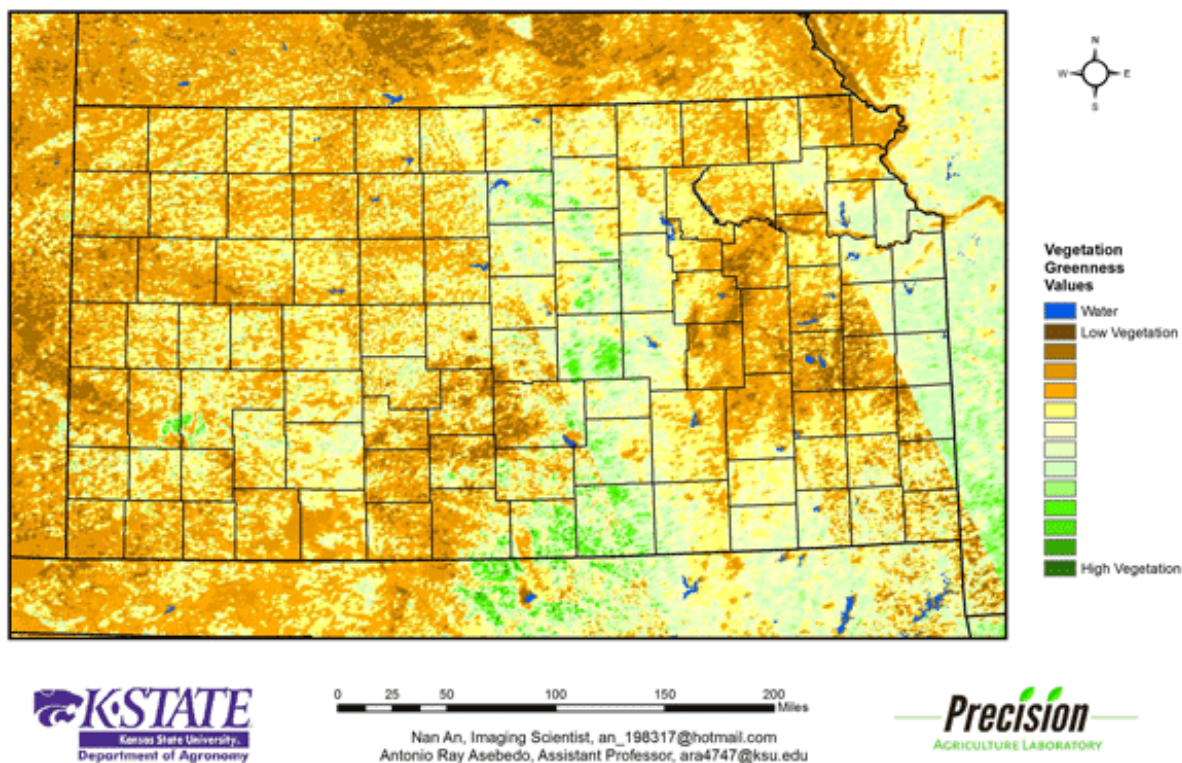 N
W E
S
Vegetation
Greenness
Values
Water
Low Vegetation
High Vegetation
0 25 50 100 150 200
Miles
K-STATE
Kansas State University.
Department of Agronomy
Nan An, Imaging Scientist, an_198317@hotmail.com
Antonio Ray Asebedo, Assistant Professor, ara4747@ksu.edu
Precision
AGRICULTURE LABORATORY